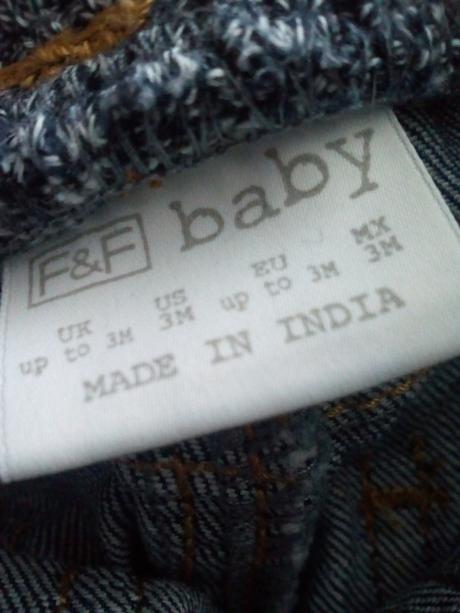 F&F baby
UK US EU MX
up to 3M 3M up to 3M 3M
MADE IN INDIA